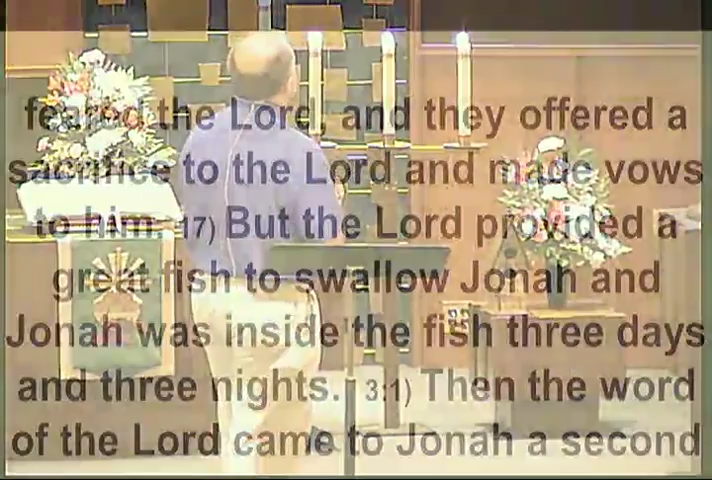 feared the Lord, and they offered a
sacrifice to the Lord and made vows
to him. 17) But the Lord provided a
great fish to swallow Jonah and
Jonah was inside the fish three days
and three nights. 3:1) Then the word
of the Lord came to Jonah a second